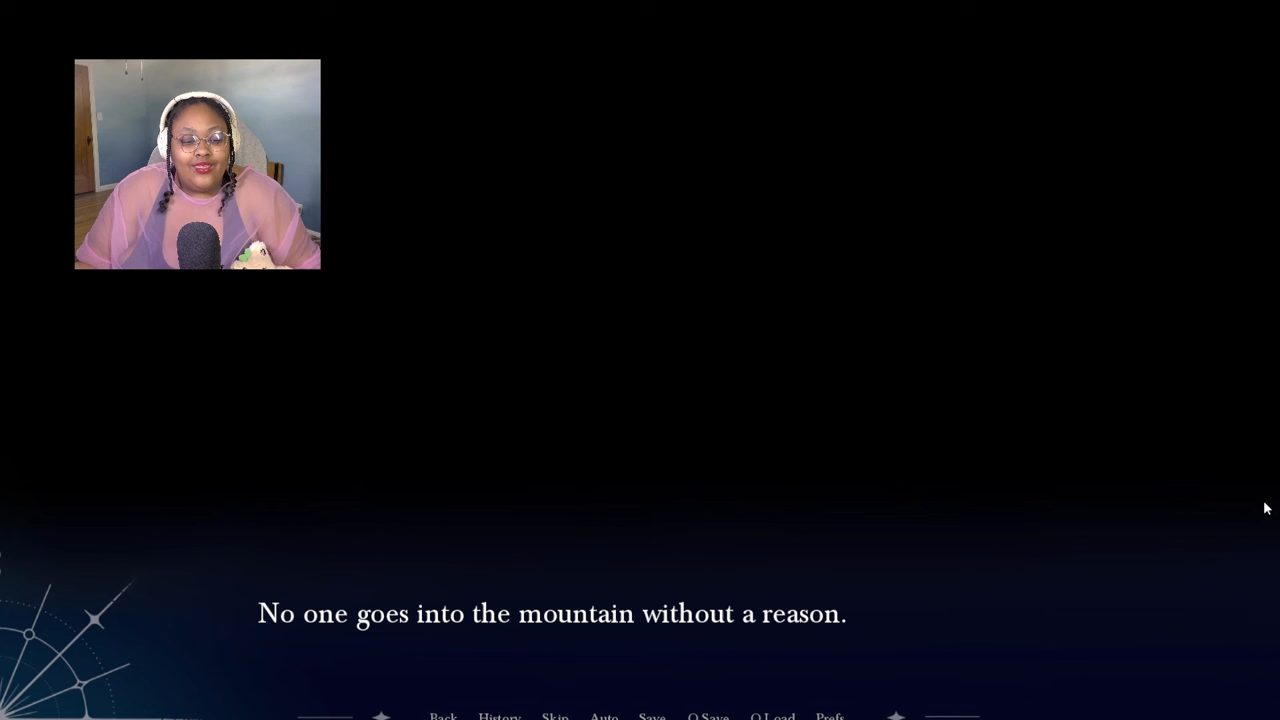 No one goes into the mountain without a reason.
Back History Skip Auto Save Q.Save Q.Load Prefs